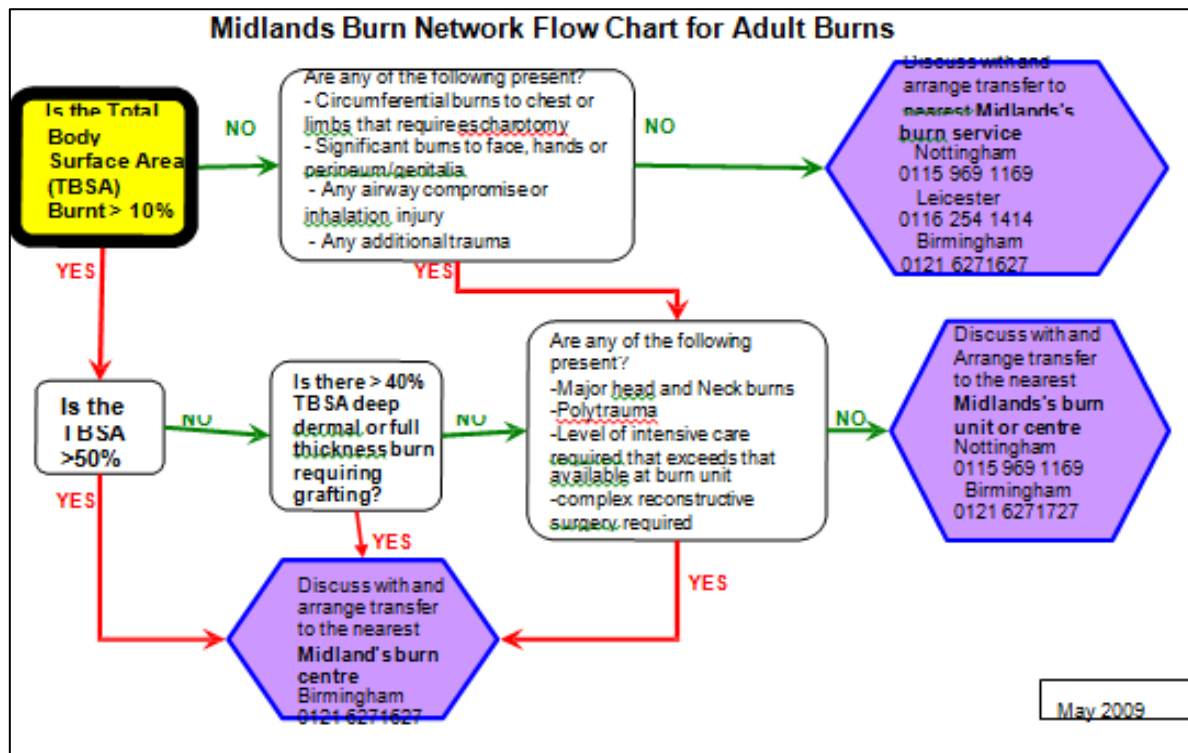 Midlands Burn Network Flow Chart for Adult Burns
Is the Total
Body
Surface Area
(TBSA)
Burnt > 10%
NO
YES
Are any of the following present?
- Circumferential burns to chest or
limbs that require escharotomy
- Significant burns to face, hands or
perineum/genitalia
- Any airway compromise or
inhalation injury
- Any additional trauma
NO
YES
Discuss with and
arrange transfer to
nearest Midlands's
burn service
Nottingham
0115 969 1169
Leicester
0116 254 1414
Birmingham
0121 6271627
Is the
TBSA
>50%
NO
YES
Is there > 40%
TBSA deep
dermal or full
thickness burn
requiring
grafting?
NO
YES
Are any of the following
present?
-Major head and Neck burns
-Polytrauma
-Level of intensive care
required that exceeds that
available at burn unit
-complex reconstructive
surgery required
NO
YES
Discuss with and
Arrange transfer
to the nearest
Midlands's burn
unit or centre
Nottingham
0115 969 1169
Birmingham
0121 6271727
Discuss with and
arrange transfer
to the nearest
Midland's burn
centre
Birmingham
0121 6271627
May 2009